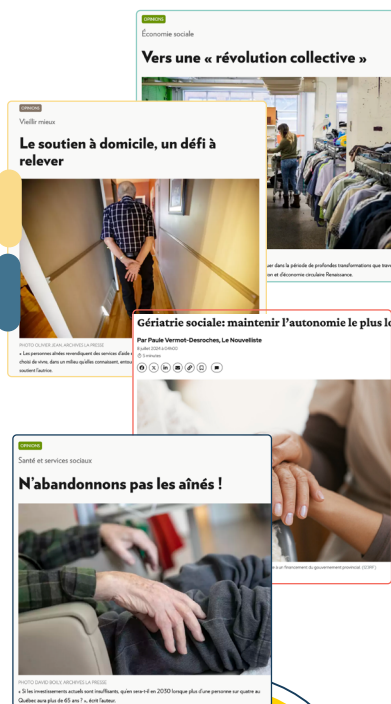 OPINIONS
Économie sociale
Vers une « révolution collective »
uer dans la période de profondes transformations que trav
on et d'économie circulaire Renaissance.
OPINIONS
Vieillir mieux
Le soutien à domicile, un défi à
relever
PHOTO OLIVIER JEAN, ARCHIVES LA PRESSE
« Les personnes aînées revendiquent des services d'aide
choisi de vivre, dans un milieu qu'elles connaissent, entou
soutient l'autrice.
Gériatrie sociale: maintenir l'autonomie le plus lo
Par Paule Vermot-Desroches, Le Nouvelliste
8 juillet 2024 à 04h00
5 minutes
e a un financement du gouvernement provincial. (123RF)
OPINIONS
Santé et services sociaux
N'abandonnons pas les aînés !
PHOTO DAVID BOILY, ARCHIVES LA PRESSE
« Si les investissements actuels sont insuffisants, qu'en sera-t-il en 2030 lorsque plus d'une personne sur quatre au
Québec aura plus de 65 ans ? », écrit l'auteur.